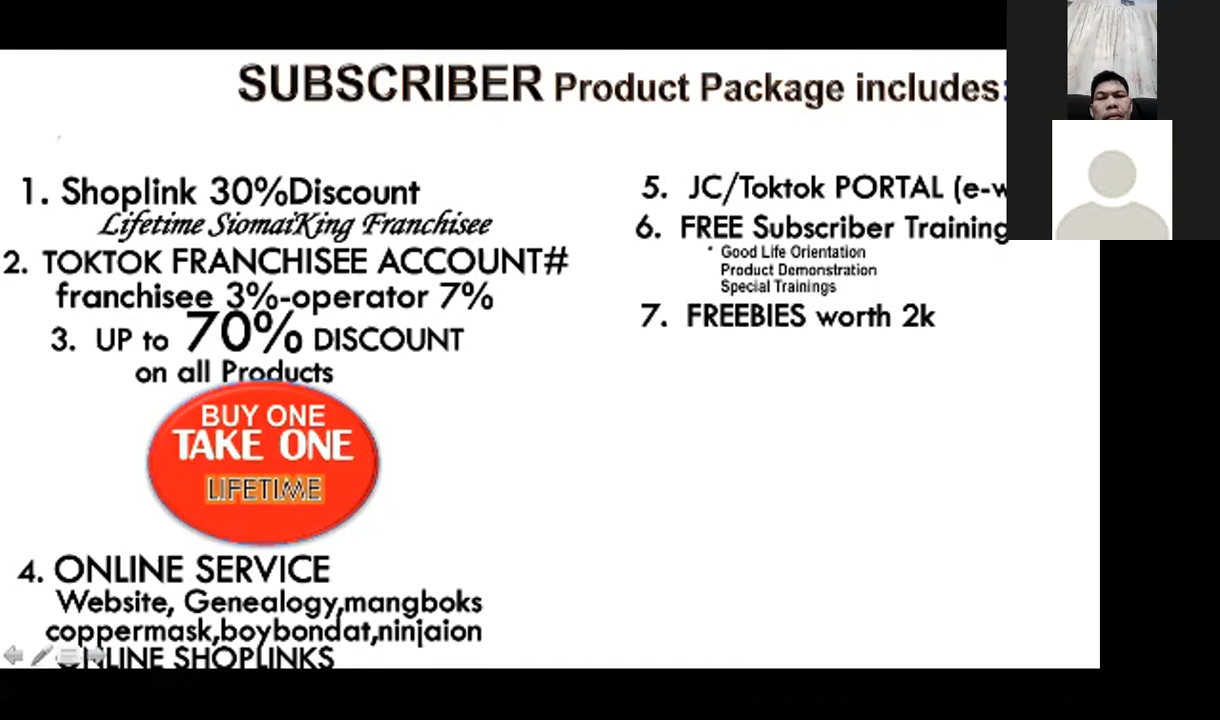 SUBSCRIBER Product Package includes:
1. Shoplink 30%Discount
Lifetime SiomaiKing Franchisee
2. TOKTOK FRANCHISEE ACCOUNT#
franchisee 3%-operator 7%
3. UP to 70% DISCOUNT
on all Products
BUY ONE
TAKE ONE
LIFETIME
4. ONLINE SERVICE
Website, Genealogy,mangboks
coppermask,boybondat,ninjaion
ONLINE SHOPLINKS
5. JC/Toktok PORTAL (e-w
6. FREE Subscriber Training
* Good Life Orientation
Product Demonstration
Special Trainings
7. FREEBIES worth 2k